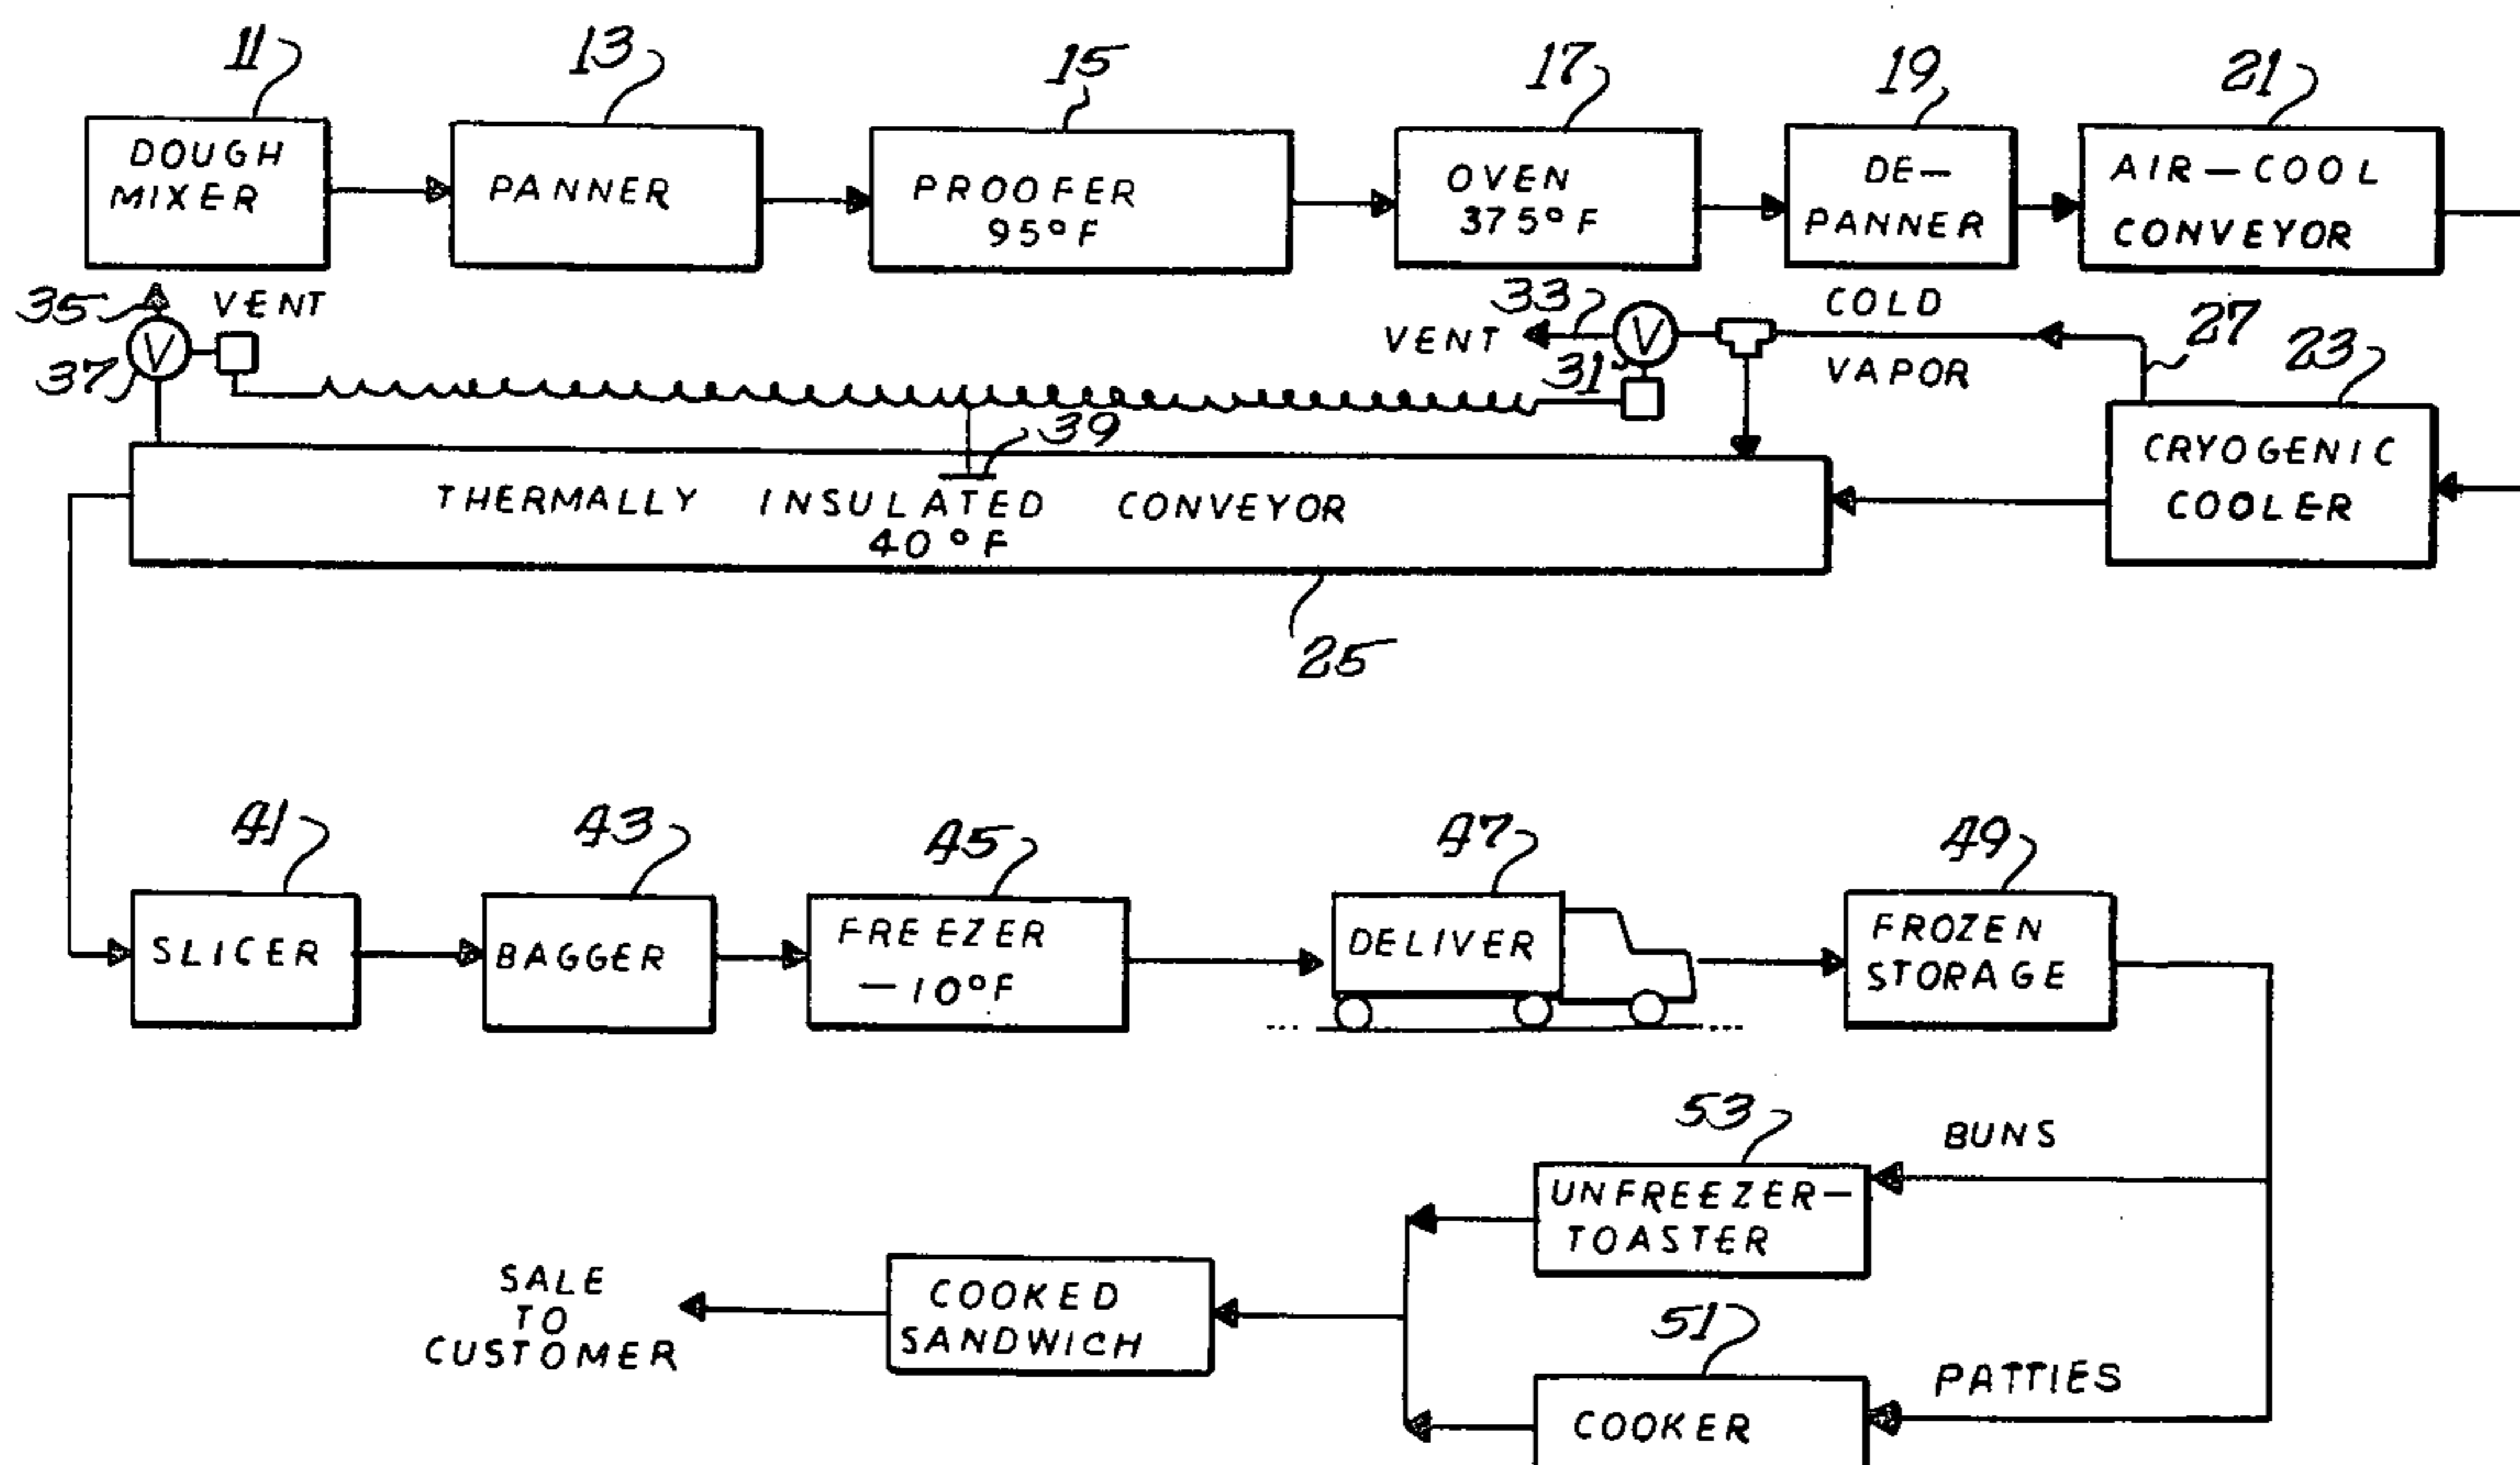 11
13
15
17
19
21
DOUGH
MIXER
PANNER
PROOFER
95°F
OVEN
375°F
DE—
PANNER
AIR—COOL
CONVEYOR
35
VENT
37
33
VENT
31
COLD
VAPOR
27
23
39
CRYOGENIC
COOLER
THERMALLY INSULATED CONVEYOR
40°F
25
41
43
45
47
49
SLICER
BAGGER
FREEZER
—10°F
DELIVER
FROZEN
STORAGE
53
BUNS
UNFREEZER—
TOASTER
SALE
TO
CUSTOMER
COOKED
SANDWICH
51
PATTIES
COOKER